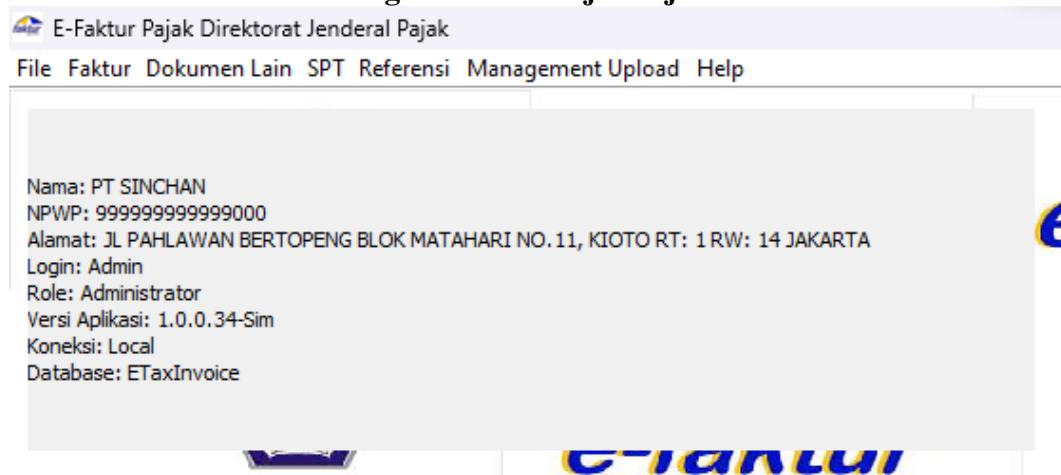 E-Faktur Pajak Direktorat Jenderal Pajak
File Faktur Dokumen Lain SPT Referensi Management Upload Help
Nama: PT SINCHAN
NPWP: 999999999999000
Alamat: JL PAHLAWAN BERTOPENG BLOK MATAHARI NO.11, KIOTO RT: 1 RW: 14 JAKARTA
Login: Admin
Role: Administrator
Versi Aplikasi: 1.0.0.34-Sim
Koneksi: Local
Database: ETaxInvoice
e-faktur